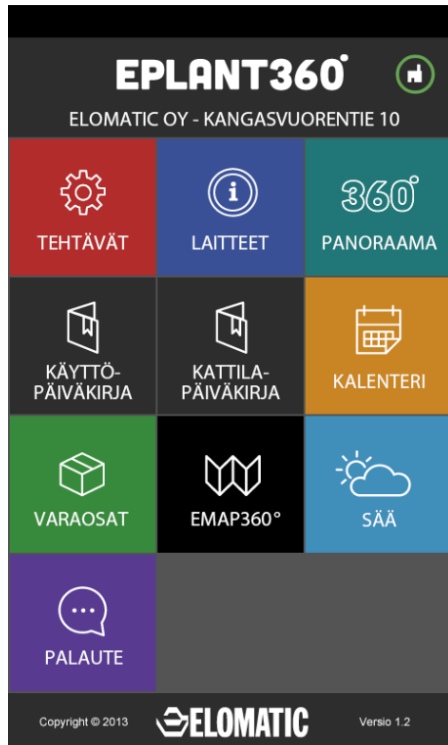 EPLANT360°
ELOMATIC OY - KANGASVUORENTIE 10
TEHTÄVÄT
LAITTEET
360°
PANORAAMA
KÄYTTÖ-
PÄIVÄKIRJA
KATTILA-
PÄIVÄKIRJA
KALENTERI
VARAOSAT
EMAP360°
SÄÄ
PALAUTE
Copyright © 2013
ELOMATIC
Versio 1.2